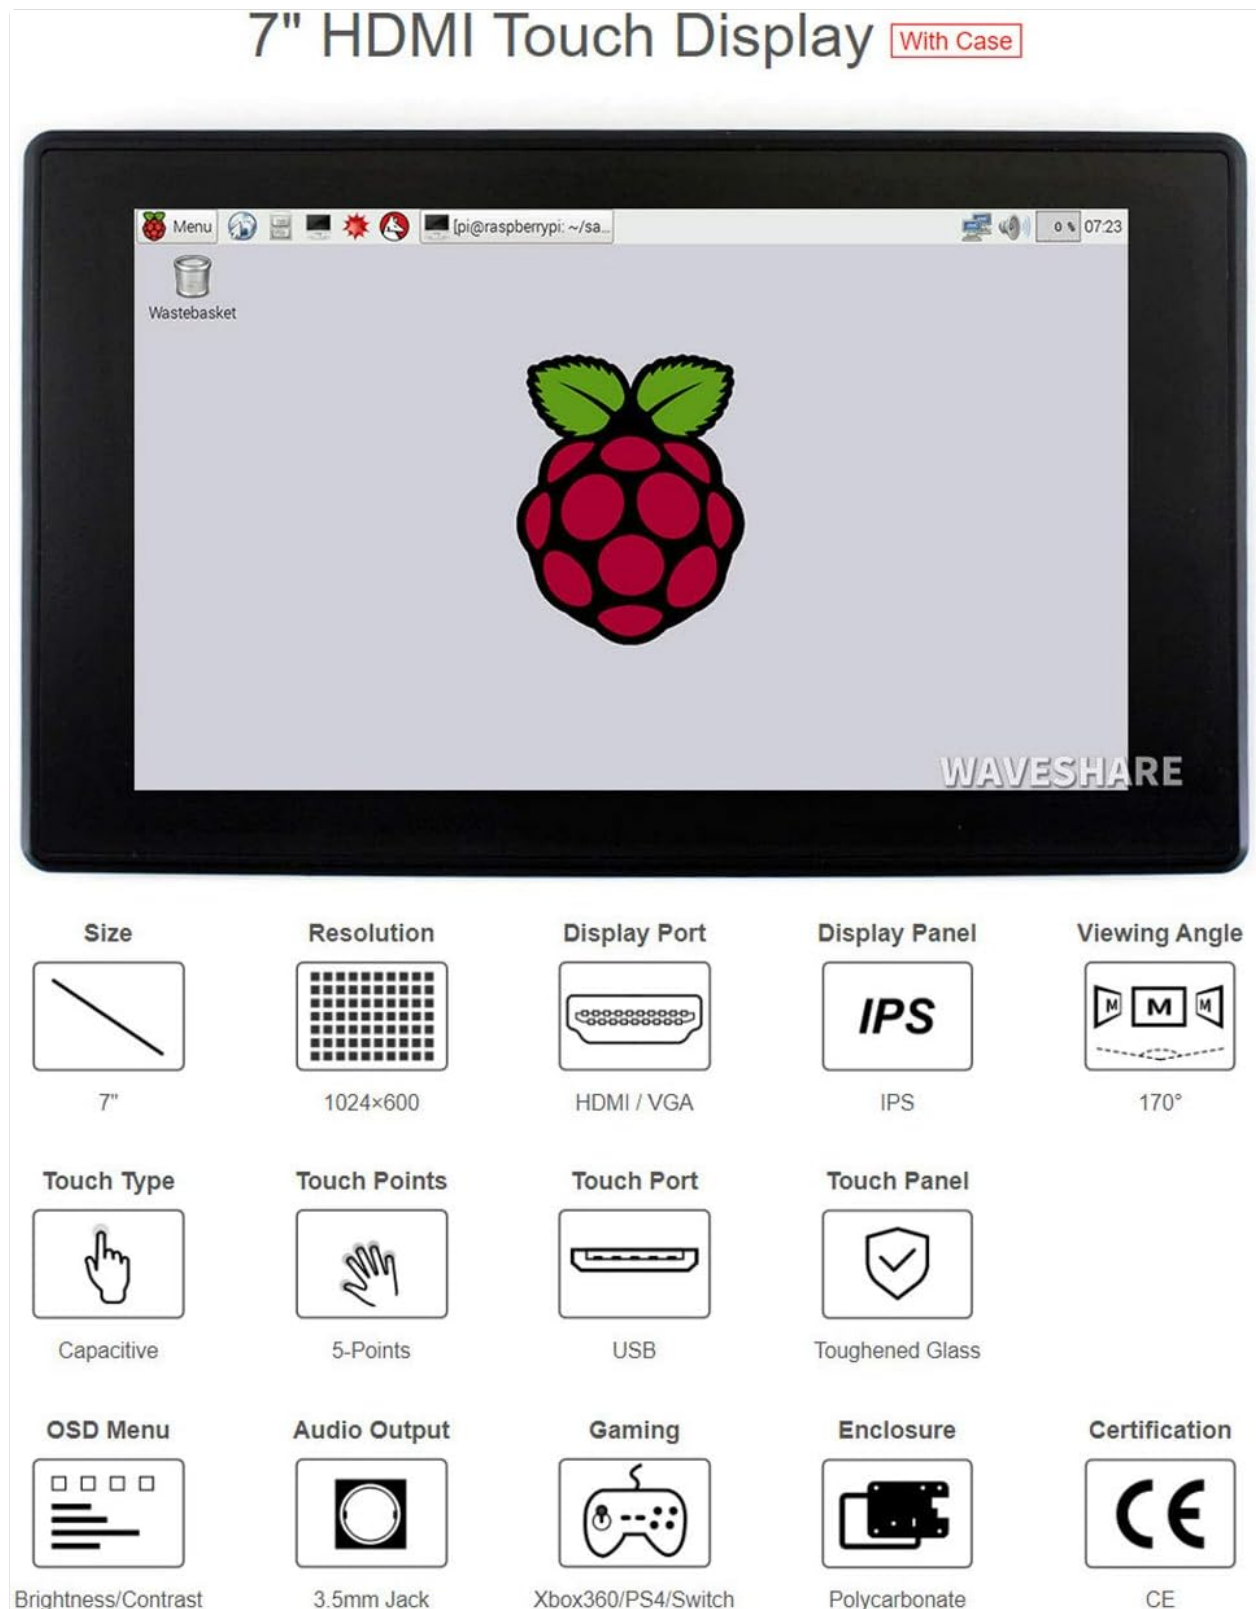 7" HDMI Touch Display With Case
Menu [pi@raspberrypi: ~/sa... 0 % 07:23
Wastebasket
WAVESHARE
Size Resolution Display Port Display Panel Viewing Angle
IPS M M M
7" 1024×600 HDMI / VGA IPS 170°
Touch Type Touch Points Touch Port Touch Panel
Capacitive 5-Points USB Toughened Glass
OSD Menu Audio Output Gaming Enclosure Certification
CE
Brightness/Contrast 3.5mm Jack Xbox360/PS4/Switch Polycarbonate CE